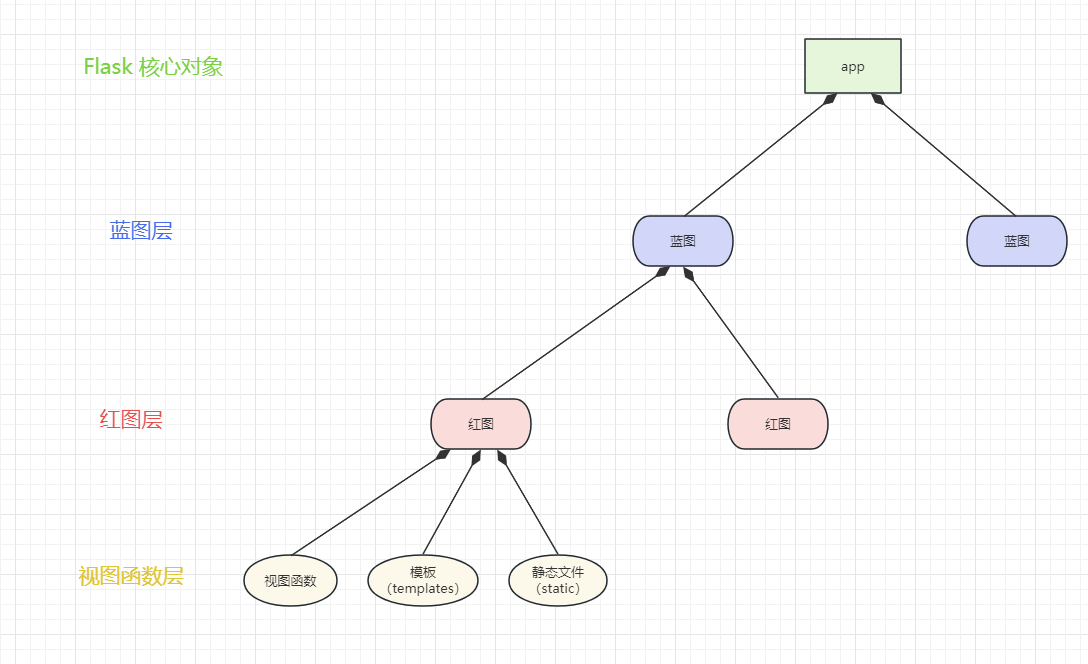 Flask 核心对象
app
蓝图层
蓝图
蓝图
红图层
红图
红图
视图函数层
视图函数
模板
（templates）
静态文件
（static）